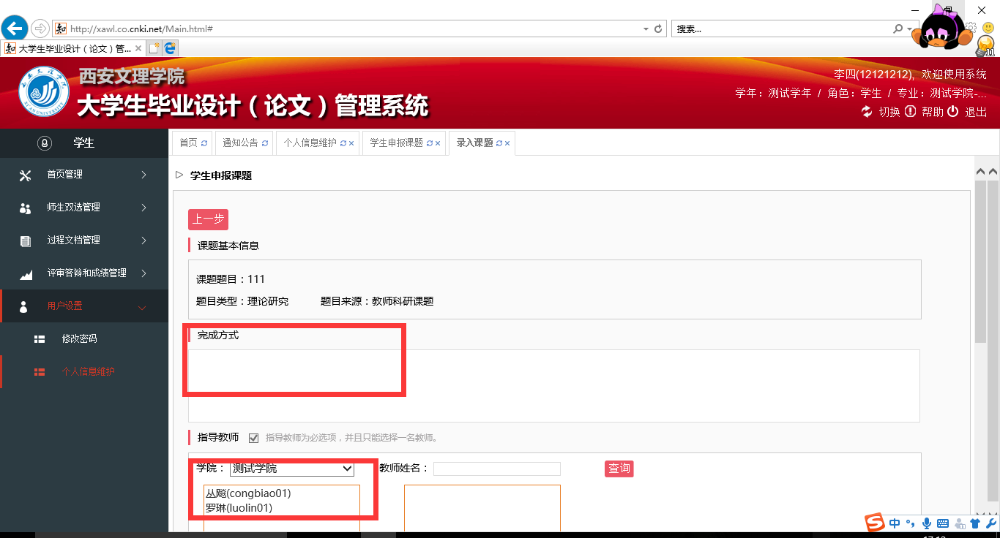 http://xawl.co.cnki.net/Main.html#
搜索...
大学生毕业设计（论文）管...
11
西安文理学院
大学生毕业设计（论文）管理系统
李四(12121212)，欢迎使用系统
学年：测试学年 / 角色：学生 / 专业：测试学院-...
切换 帮助 退出
学生
首页 通知公告 个人信息维护 学生申报课题 录入课题
首页管理
师生双选管理
过程文档管理
评审答辩和成绩管理
用户设置
修改密码
个人信息维护
学生申报课题
上一步
课题基本信息
课题题目：111
题目类型：理论研究 题目来源：教师科研课题
完成方式
指导教师 指导教师为必选项，并且只能选择一名教师。
学院： 测试学院 教师姓名： 查询
丛飚(congbiao01)
罗琳(luolin01)
中